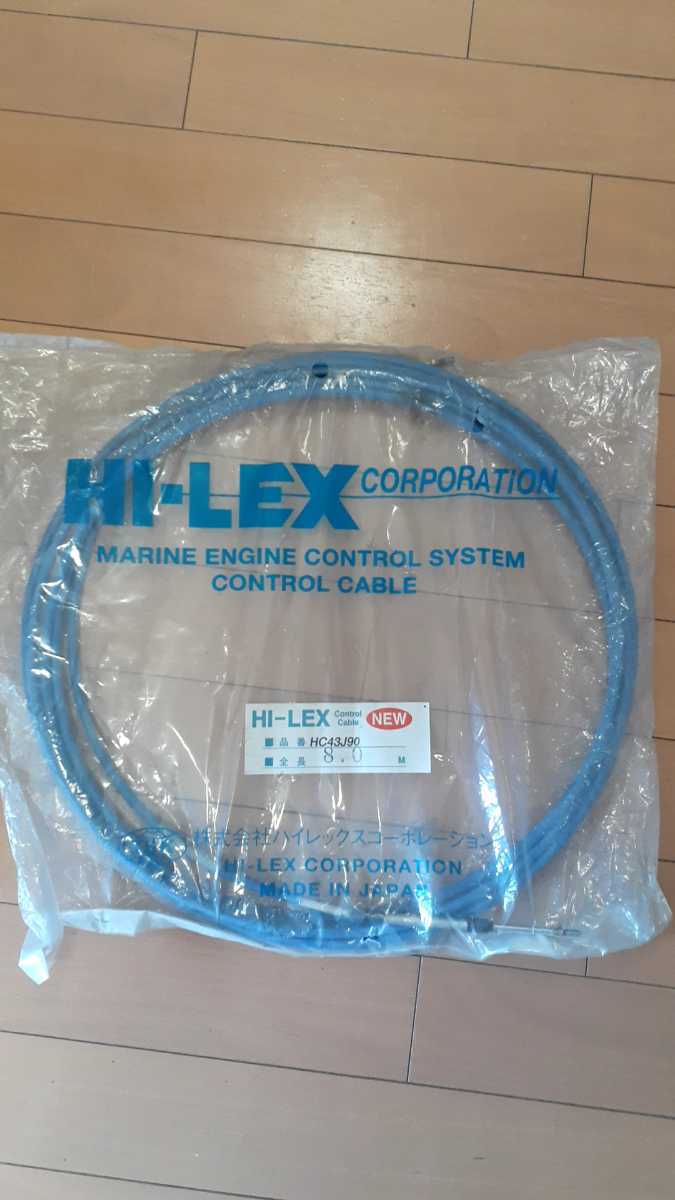 HI-LEX CORPORATION
MARINE ENGINE CONTROL SYSTEM
CONTROL CABLE
HI-LEX Control Cable NEW
■ 品 番 HC43J90
■ 全 長 8.0 M
株式会社ハイレックスコーポレーション
HI-LEX CORPORATION
MADE IN JAPAN